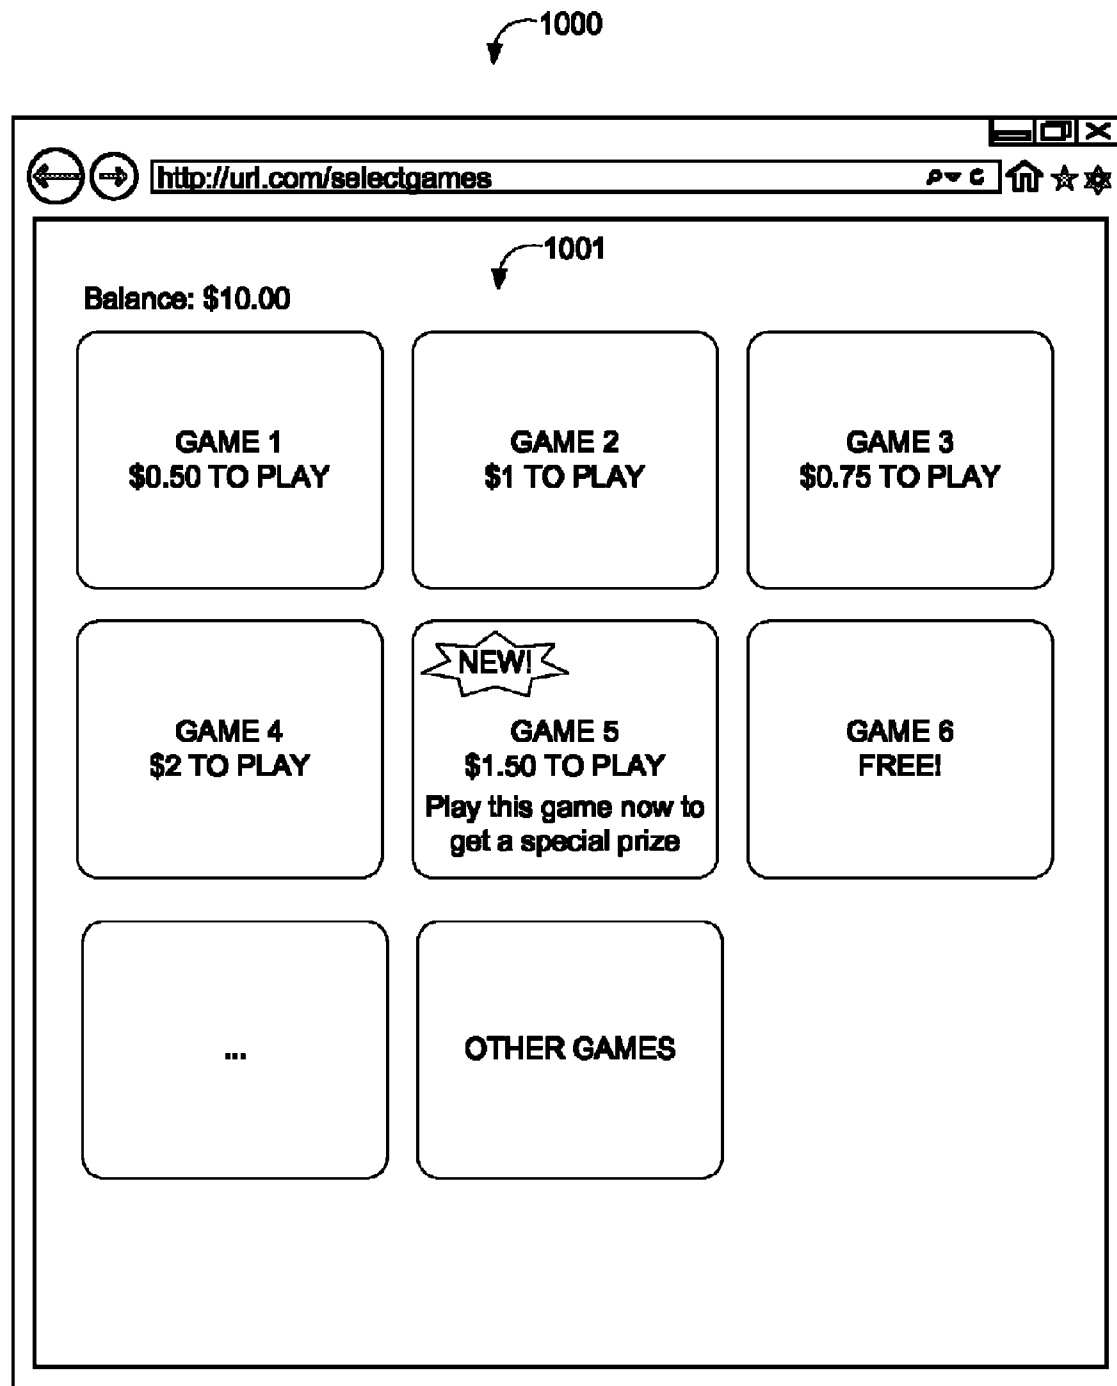 1000
http://url.com/selectgames
1001
Balance: $10.00
GAME 1
$0.50 TO PLAY
GAME 2
$1 TO PLAY
GAME 3
$0.75 TO PLAY
GAME 4
$2 TO PLAY
NEW!
GAME 5
$1.50 TO PLAY
Play this game now to
get a special prize
GAME 6
FREE!
...
OTHER GAMES